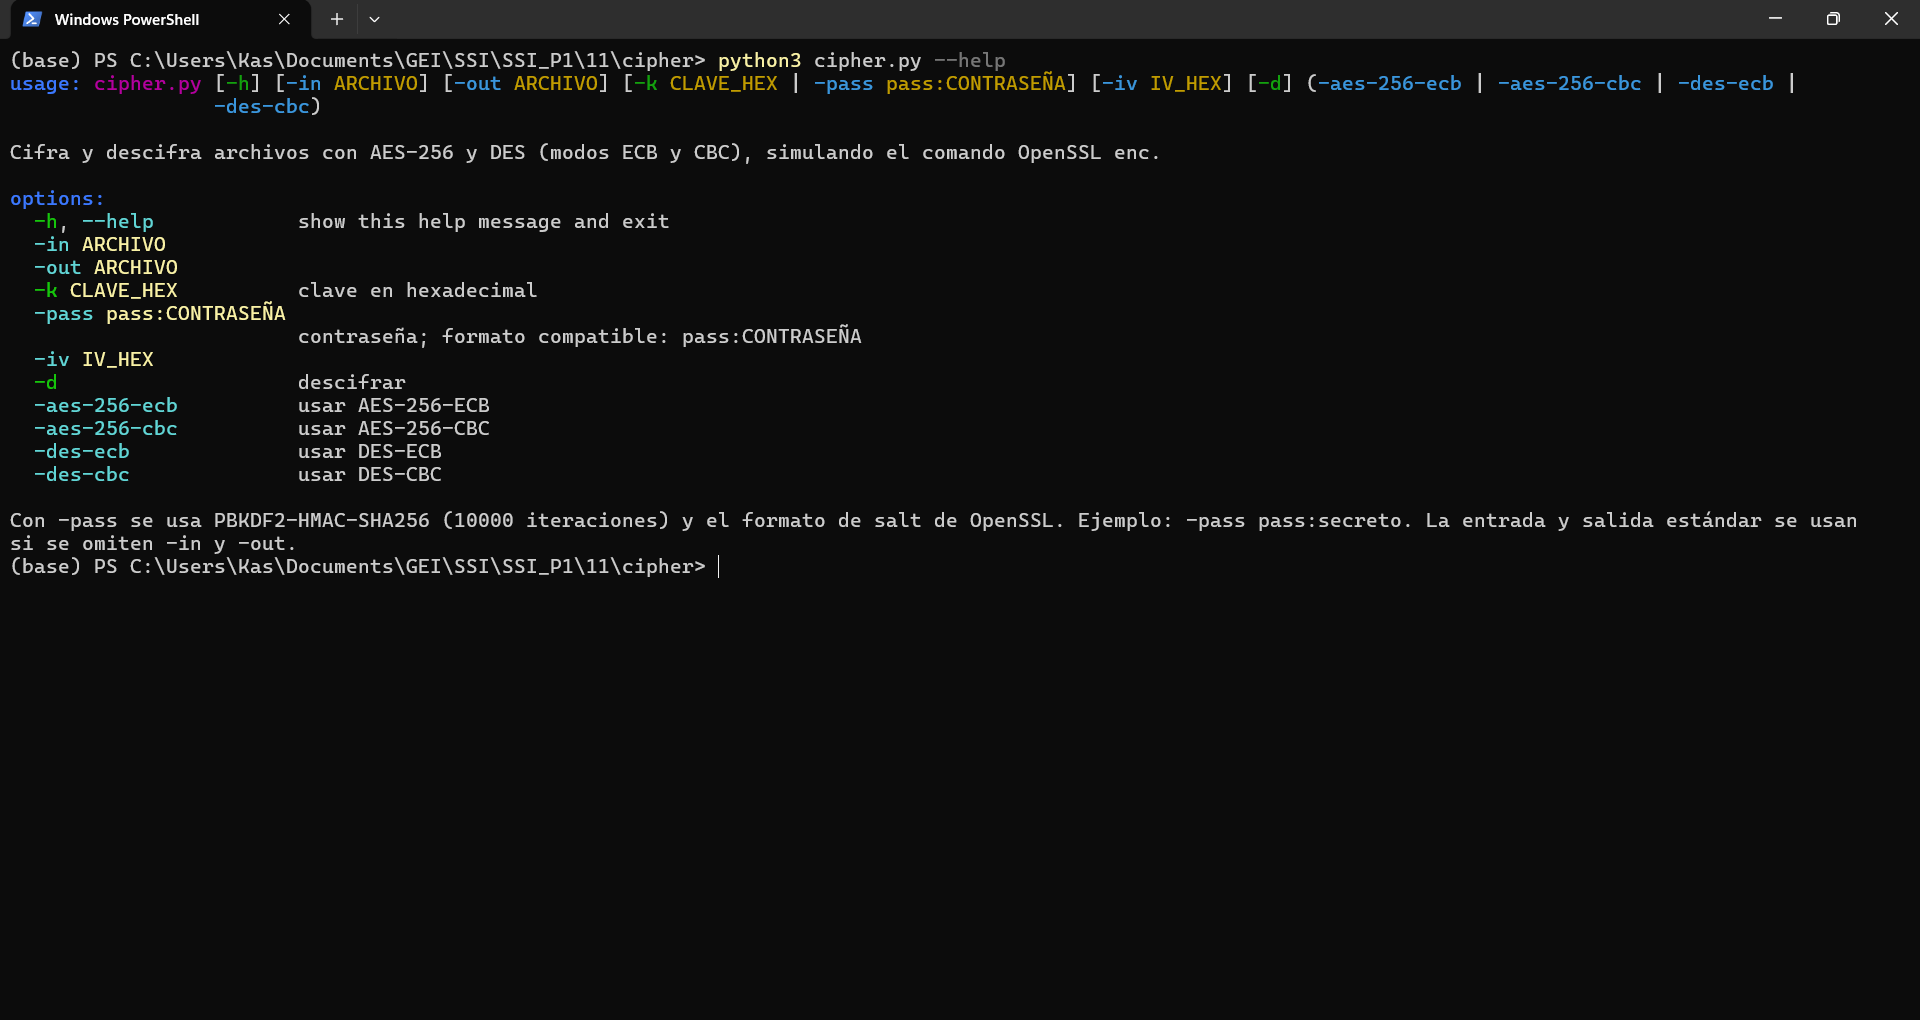 Windows PowerShell
(base) PS C:\Users\Kas\Documents\GEI\SSI\SSI_P1\11\cipher> python3 cipher.py --help
usage: cipher.py [-h] [-in ARCHIVO] [-out ARCHIVO] [-k CLAVE_HEX | -pass pass:CONTRASEÑA] [-iv IV_HEX] [-d] (-aes-256-ecb | -aes-256-cbc | -des-ecb |
-des-cbc)
Cifra y descifra archivos con AES-256 y DES (modos ECB y CBC), simulando el comando OpenSSL enc.
options:
-h, --help show this help message and exit
-in ARCHIVO
-out ARCHIVO
-k CLAVE_HEX clave en hexadecimal
-pass pass:CONTRASEÑA
contraseña; formato compatible: pass:CONTRASEÑA
-iv IV_HEX
-d descifrar
-aes-256-ecb usar AES-256-ECB
-aes-256-cbc usar AES-256-CBC
-des-ecb usar DES-ECB
-des-cbc usar DES-CBC
Con -pass se usa PBKDF2-HMAC-SHA256 (10000 iteraciones) y el formato de salt de OpenSSL. Ejemplo: -pass pass:secreto. La entrada y salida estándar se usan
si se omiten -in y -out.
(base) PS C:\Users\Kas\Documents\GEI\SSI\SSI_P1\11\cipher>